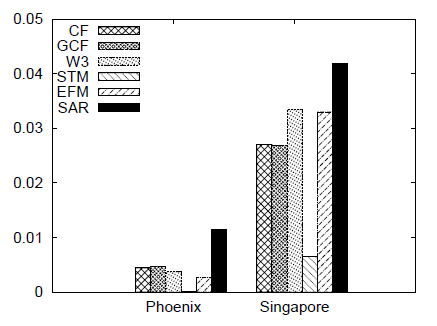 0.05
0.04
0.03
0.02
0.01
0
CF
GCF
W3
STM
EFM
SAR
Phoenix
Singapore